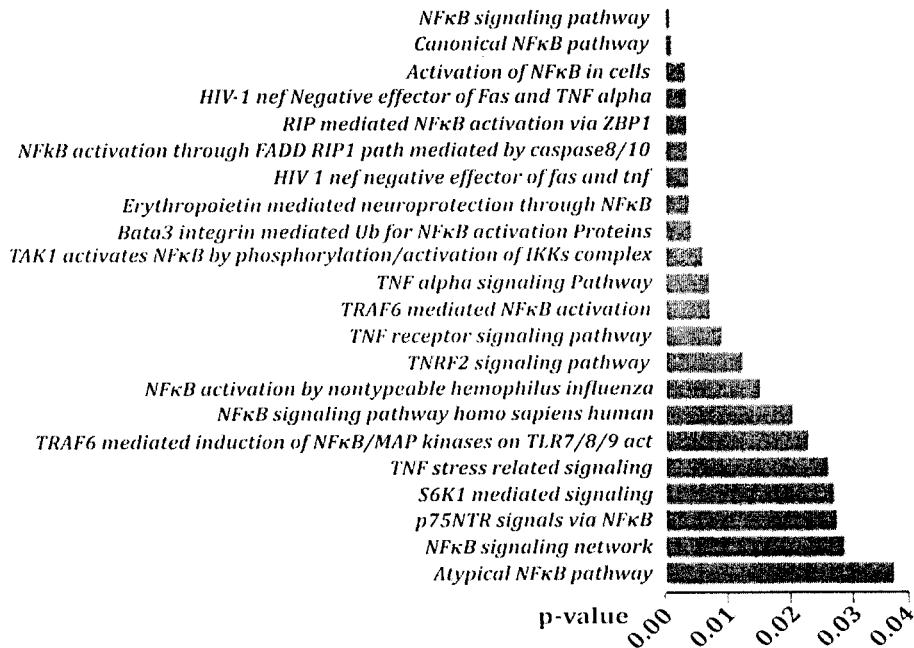 NFκB signaling pathway
Canonical NFκB pathway
Activation of NFκB in cells
HIV-1 nef Negative effector of Fas and TNF alpha
RIP mediated NFκB activation via ZBP1
NFkB activation through FADD RIP1 path mediated by caspase8/10
HIV 1 nef negative effector of fas and tnf
Erythropoietin mediated neuroprotection through NFκB
Bata3 integrin mediated Ub for NFκB activation Proteins
TAK1 activates NFκB by phosphorylation/activation of IKKs complex
TNF alpha signaling Pathway
TRAF6 mediated NFκB activation
TNF receptor signaling pathway
TNRF2 signaling pathway
NFκB activation by nontypeable hemophilus influenza
NFκB signaling pathway homo sapiens human
TRAF6 mediated induction of NFκB/MAP kinases on TLR7/8/9 act
TNF stress related signaling
S6K1 mediated signaling
p75NTR signals via NFκB
NFκB signaling network
Atypical NFκB pathway
p-value
0.00 0.01 0.02 0.03 0.04